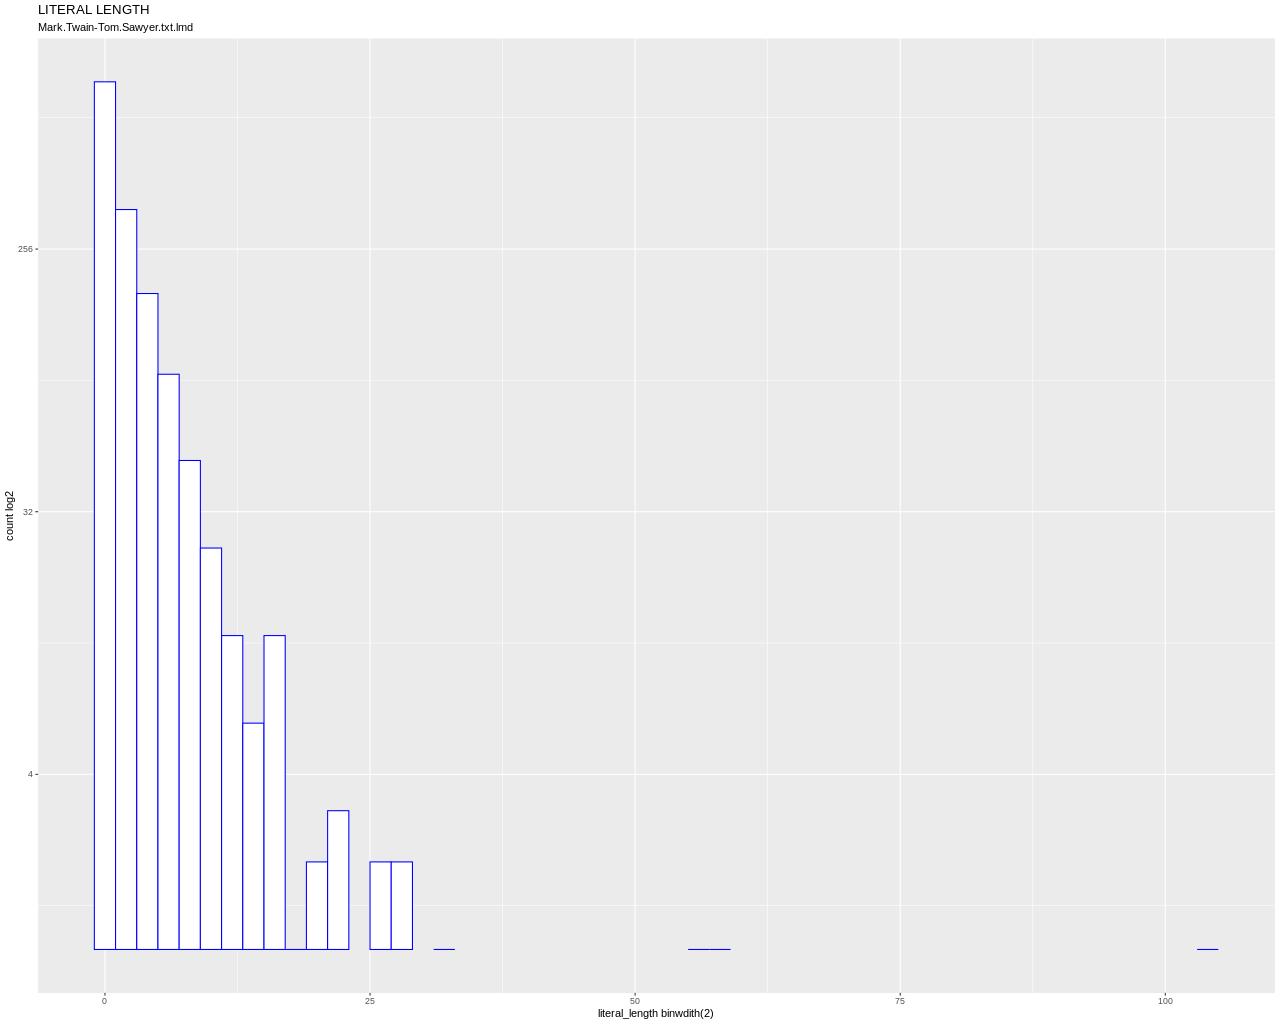 LITERAL LENGTH
Mark.Twain-Tom.Sawyer.txt.lmd
256
32
4
count log2
0
25
50
75
100
literal_length binwdith(2)